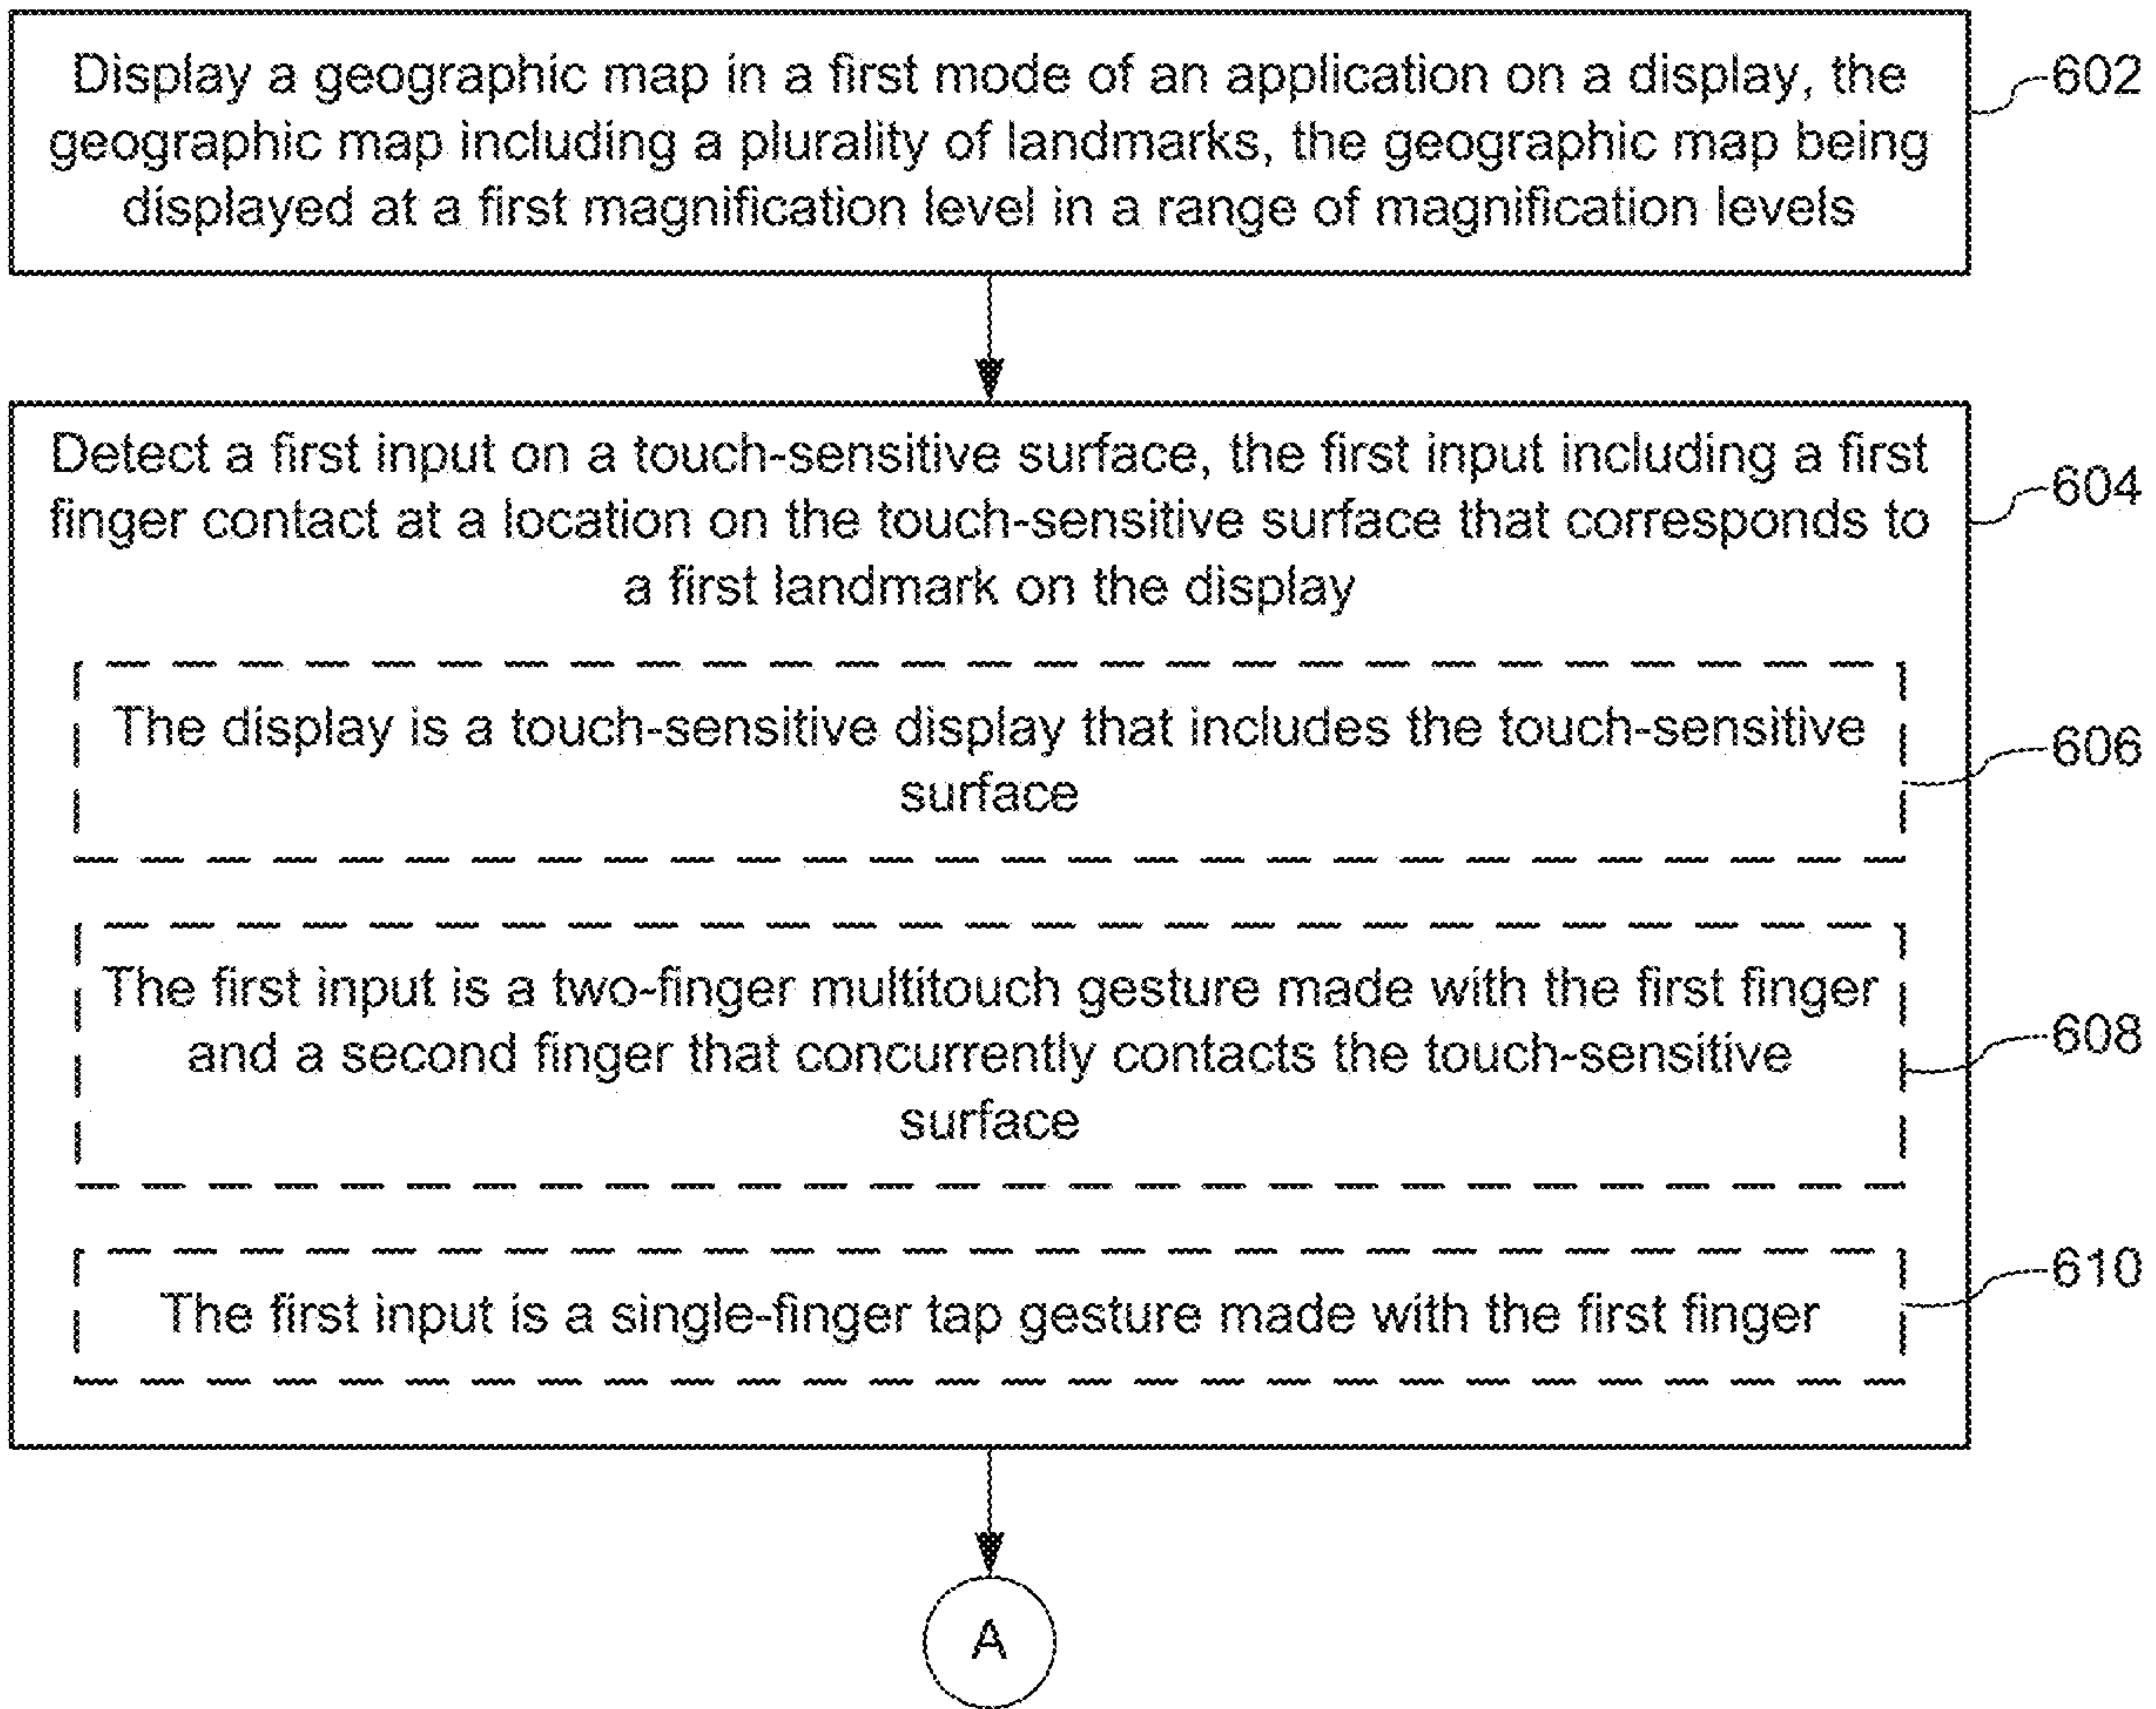 Display a geographic map in a first mode of an application on a display, the
geographic map including a plurality of landmarks, the geographic map being
displayed at a first magnification level in a range of magnification levels
602
Detect a first input on a touch-sensitive surface, the first input including a first
finger contact at a location on the touch-sensitive surface that corresponds to
a first landmark on the display
604
The display is a touch-sensitive display that includes the touch-sensitive
surface
606
The first input is a two-finger multitouch gesture made with the first finger
and a second finger that concurrently contacts the touch-sensitive
surface
608
The first input is a single-finger tap gesture made with the first finger
610
A